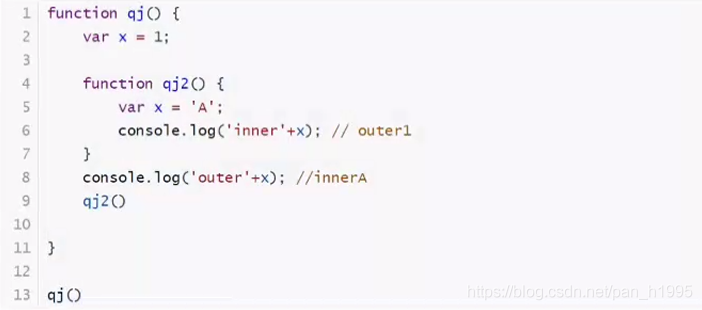 1 function qj() {
2 var x = 1;
3
4 function qj2() {
5 var x = 'A';
6 console.log('inner'+x); // outer1
7 }
8 console.log('outer'+x); //innerA
9 qj2()
10
11 }
12
13 qj()
https://blog.csdn.net/pan_h1995